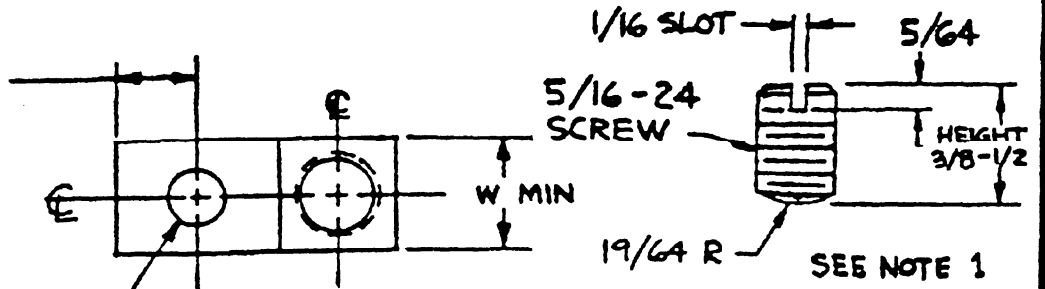 1/16 SLOT
5/64
5/16-24
SCREW
HEIGHT
3/8-1/2
℄
℄
W MIN
19/64 R
SEE NOTE 1